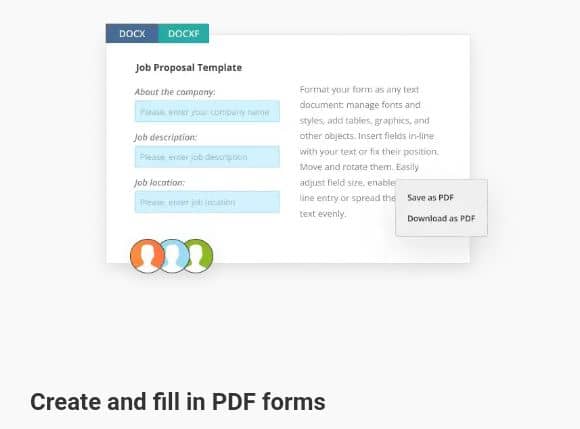 DOCX DOCXF
Job Proposal Template
About the company:
Please, enter your company name
Job description:
Please, enter job description
Job location:
Please, enter job location
Format your form as any text
document: manage fonts and
styles, add tables, graphics, and
other objects. Insert fields in-line
with your text or fix their position.
Move and rotate them. Easily
adjust field size, enable
line entry or spread the
text evenly.
Save as PDF
Download as PDF
Create and fill in PDF forms